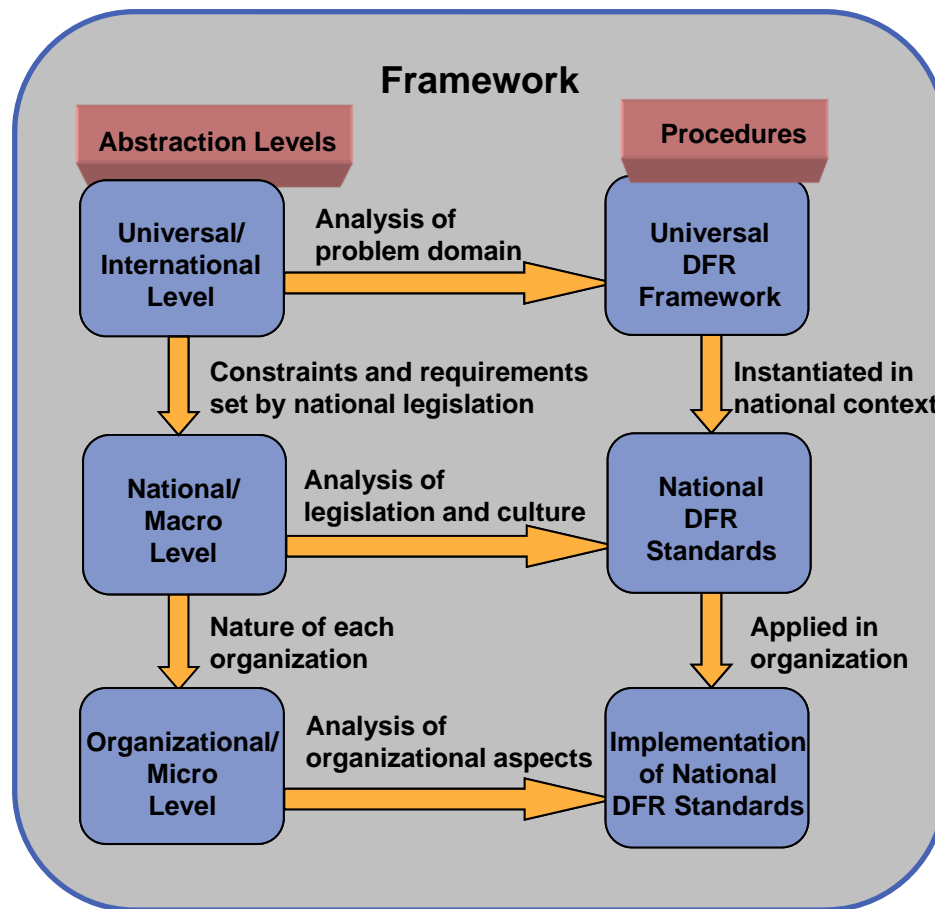 Framework
Abstraction Levels
Procedures
Universal/
International
Level
Analysis of
problem domain
Universal
DFR
Framework
Constraints and requirements
set by national legislation
Instantiated in
national context
National/
Macro
Level
Analysis of
legislation and culture
National
DFR
Standards
Nature of each
organization
Applied in
organization
Organizational/
Micro
Level
Analysis of
organizational aspects
Implementation
of National
DFR Standards